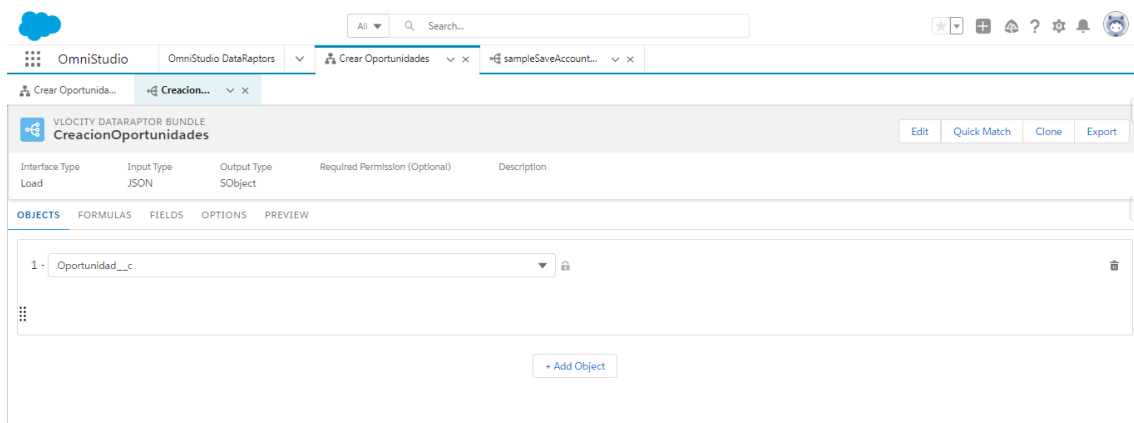 All Search...
OmniStudio OmniStudio DataRaptors Crear Oportunidades sampleSaveAccount...
Crear Oportunida... Creacion...
VLOCITY DATARAPTOR BUNDLE
CreacionOportunidades
Edit Quick Match Clone Export
Interface Type Input Type Output Type Required Permission (Optional) Description
Load JSON SObject
OBJECTS FORMULAS FIELDS OPTIONS PREVIEW
1 - Oportunidad__c
+ Add Object